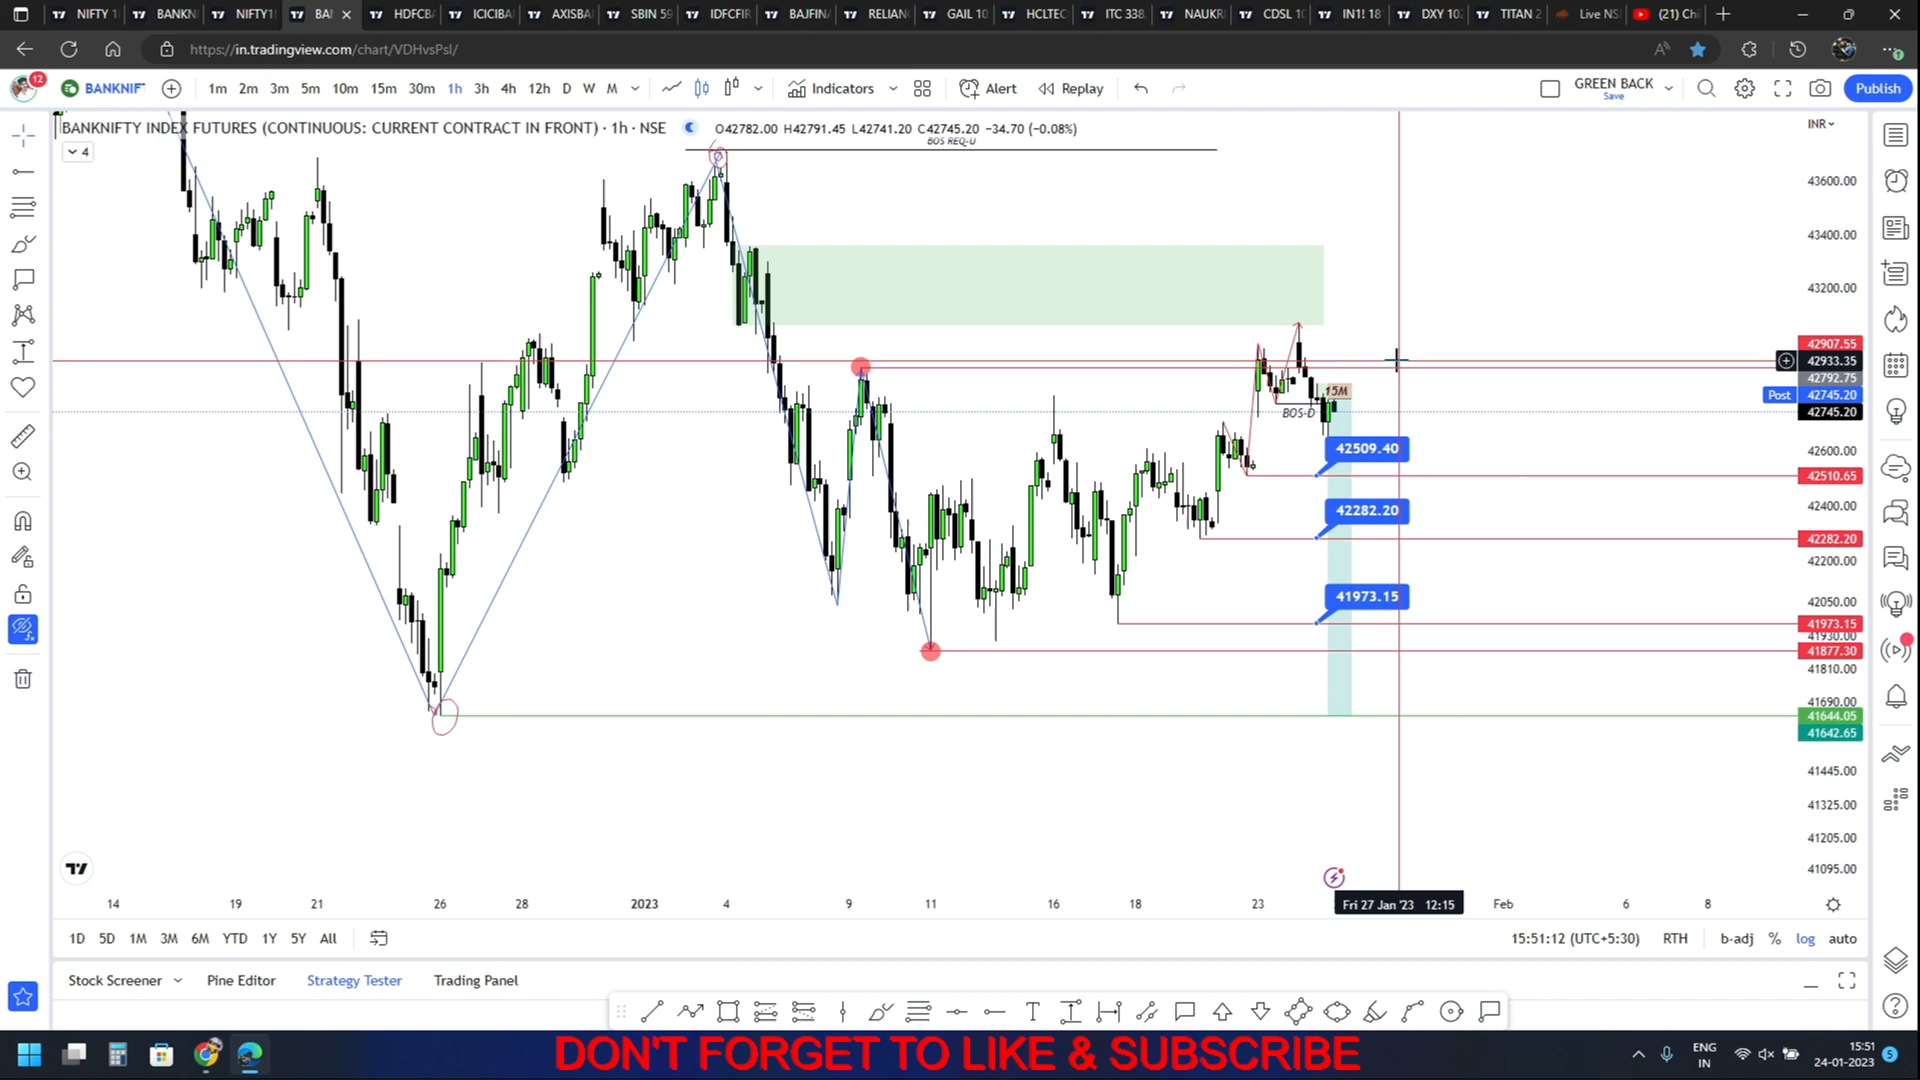 NIFTY 1
BANKN
NIFTY1
BA
HDFCB
ICICIBA
AXISBA
SBIN 59
IDFCFIR
BAJFINA
RELIAN
GAIL 10
HCLTEC
ITC 338.
NAUKR
CDSL 10
IN1! 18
DXY 102
TITAN 2
Live NS
(21) Ch
https://in.tradingview.com/chart/VDHvsPsl/
12
BANKNIF
1m 2m 3m 5m 10m 15m 30m 1h 3h 4h 12h D W M
Indicators
Alert
Replay
GREEN BACK
Save
Publish
BANKNIFTY INDEX FUTURES (CONTINUOUS: CURRENT CONTRACT IN FRONT) · 1h · NSE
O42782.00 H42791.45 L42741.20 C42745.20 −34.70 (−0.08%)
INR
4
BOS REQ-U
43600.00
43400.00
43200.00
42907.55
42933.35
42792.75
Post 42745.20
42745.20
15M
BOS-D
42509.40
42600.00
42510.65
42400.00
42282.20
42282.20
42200.00
42050.00
41973.15
41973.15
41930.00
41877.30
41810.00
41690.00
41644.05
41642.65
41445.00
41325.00
41205.00
41095.00
14 19 21 26 28 2023 4 9 11 16 18 23 Fri 27 Jan '23 12:15 Feb 6 8
1D 5D 1M 3M 6M YTD 1Y 5Y All
15:51:12 (UTC+5:30) RTH b-adj % log auto
Stock Screener Pine Editor Strategy Tester Trading Panel
DON'T FORGET TO LIKE & SUBSCRIBE
ENG
IN
15:51
24-01-2023
5